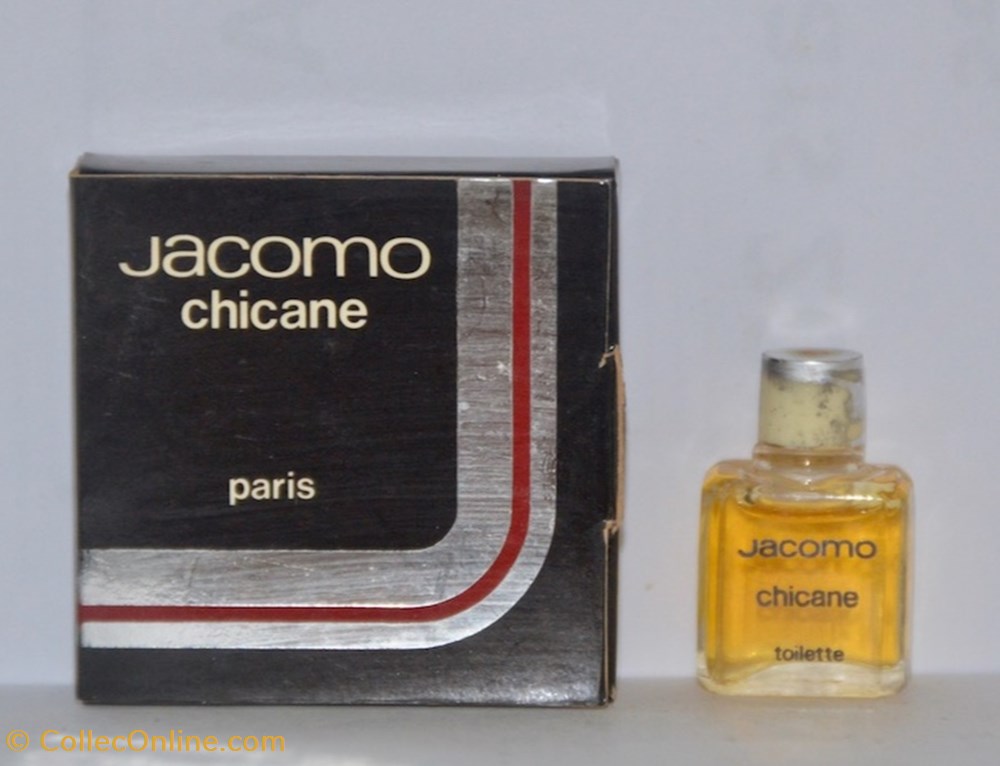 Jacomo
chicane
paris
Jacomo
chicane
toilette
© CollecOnline.com